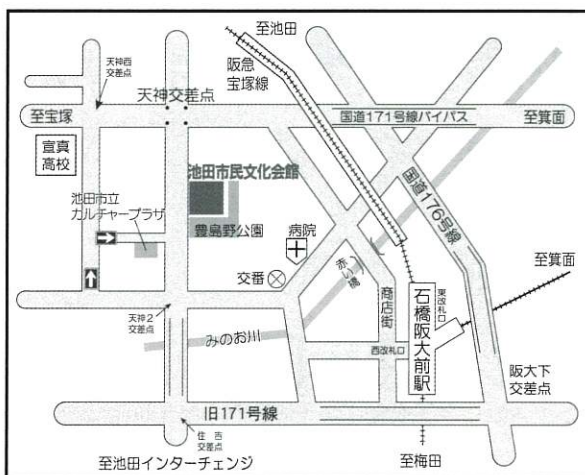 至池田
阪急
宝塚線
天神西
交差点
天神交差点
至宝塚
国道171号線バイパス
至箕面
宣真
高校
池田市民文化会館
池田市立
カルチャープラザ
豊島野公園
病院
国道176号線
赤い橋
交番
至箕面
商店街
石橋阪大前駅
東改札口
天神2
交差点
みのお川
西改札口
阪大下
交差点
旧171号線
住吉
交差点
至池田インターチェンジ
至梅田